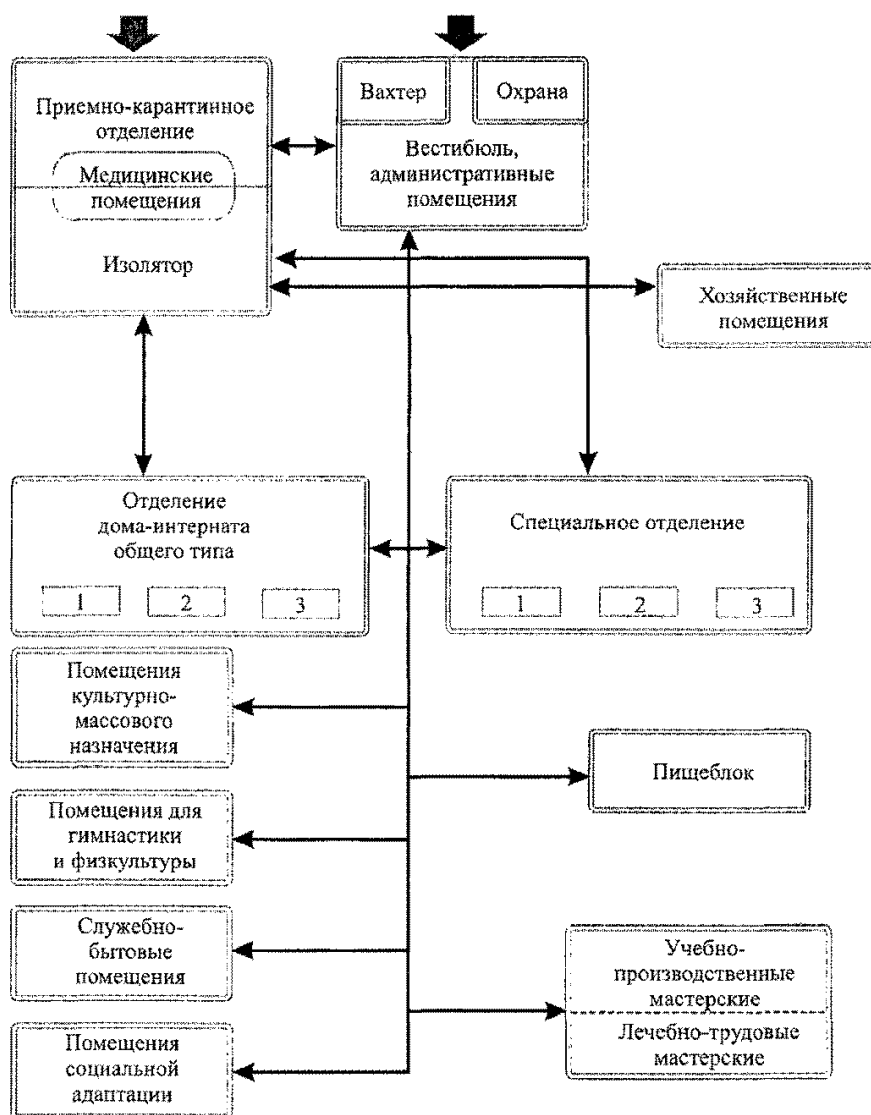 Приемно-карантинное
отделение
Медицинские
помещения
Изолятор
Вахтер
Охрана
Вестибюль,
административные
помещения
Хозяйственные
помещения
Отделение
дома-интерната
общего типа
1
2
3
Специальное отделение
1
2
3
Помещения
культурно-
массового
назначения
Пищеблок
Помещения для
гимнастики
и физкультуры
Служебно-
бытовые
помещения
Учебно-
производственные
мастерские
Лечебно-трудовые
мастерские
Помещения
социальной
адаптации